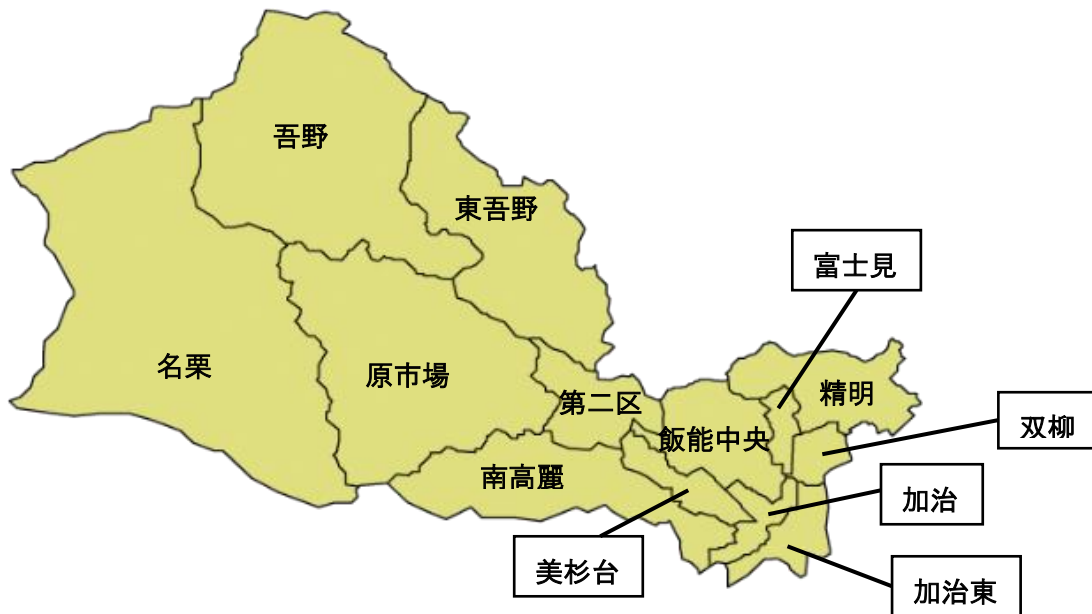 吾野
東吾野
富士見
名栗
原市場
第二区
精明
飯能中央
双柳
南高麗
加治
美杉台
加治東